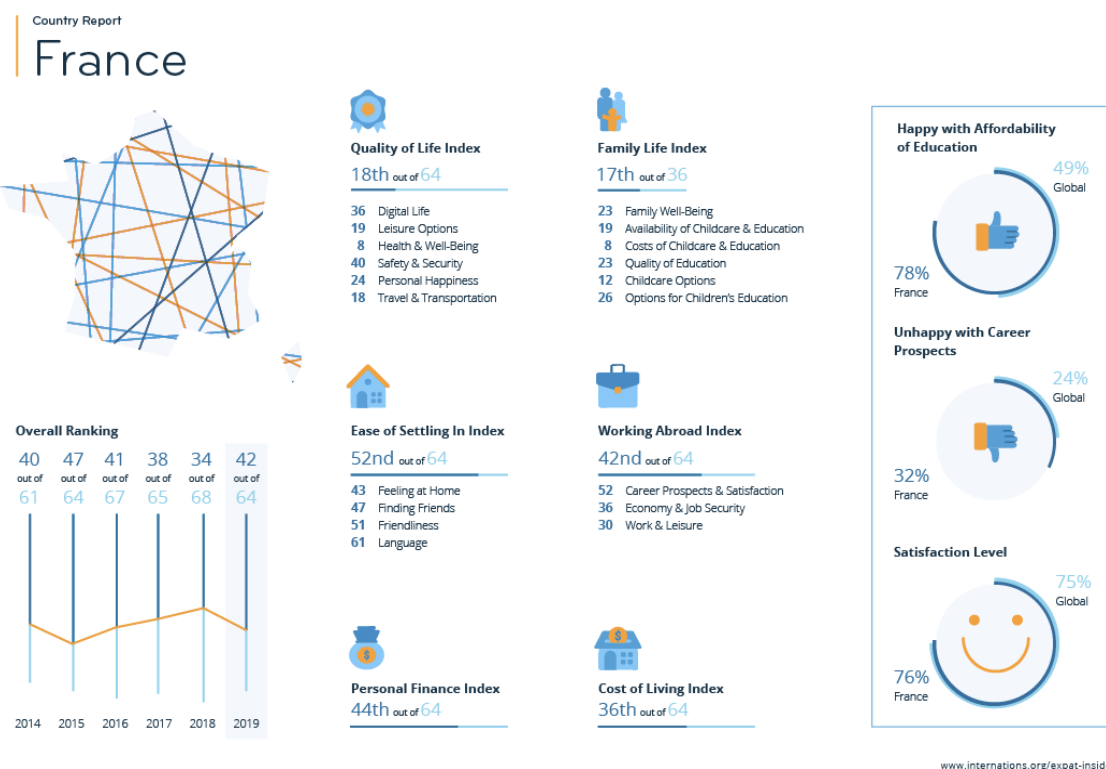 Country Report
France
Quality of Life Index
18th out of 64
36 Digital Life
19 Leisure Options
8 Health & Well-Being
40 Safety & Security
24 Personal Happiness
18 Travel & Transportation
Family Life Index
17th out of 36
23 Family Well-Being
19 Availability of Childcare & Education
8 Costs of Childcare & Education
23 Quality of Education
12 Childcare Options
26 Options for Children's Education
Happy with Affordability
of Education
49%
Global
78%
France
Unhappy with Career
Prospects
24%
Global
32%
France
Satisfaction Level
75%
Global
76%
France
Overall Ranking
40 47 41 38 34 42
out of out of out of out of out of out of
61 64 67 65 68 64
2014 2015 2016 2017 2018 2019
Ease of Settling In Index
52nd out of 64
43 Feeling at Home
47 Finding Friends
51 Friendliness
61 Language
Working Abroad Index
42nd out of 64
52 Career Prospects & Satisfaction
36 Economy & Job Security
30 Work & Leisure
$
Personal Finance Index
44th out of 64
$
Cost of Living Index
36th out of 64
www.internations.org/expat-insid